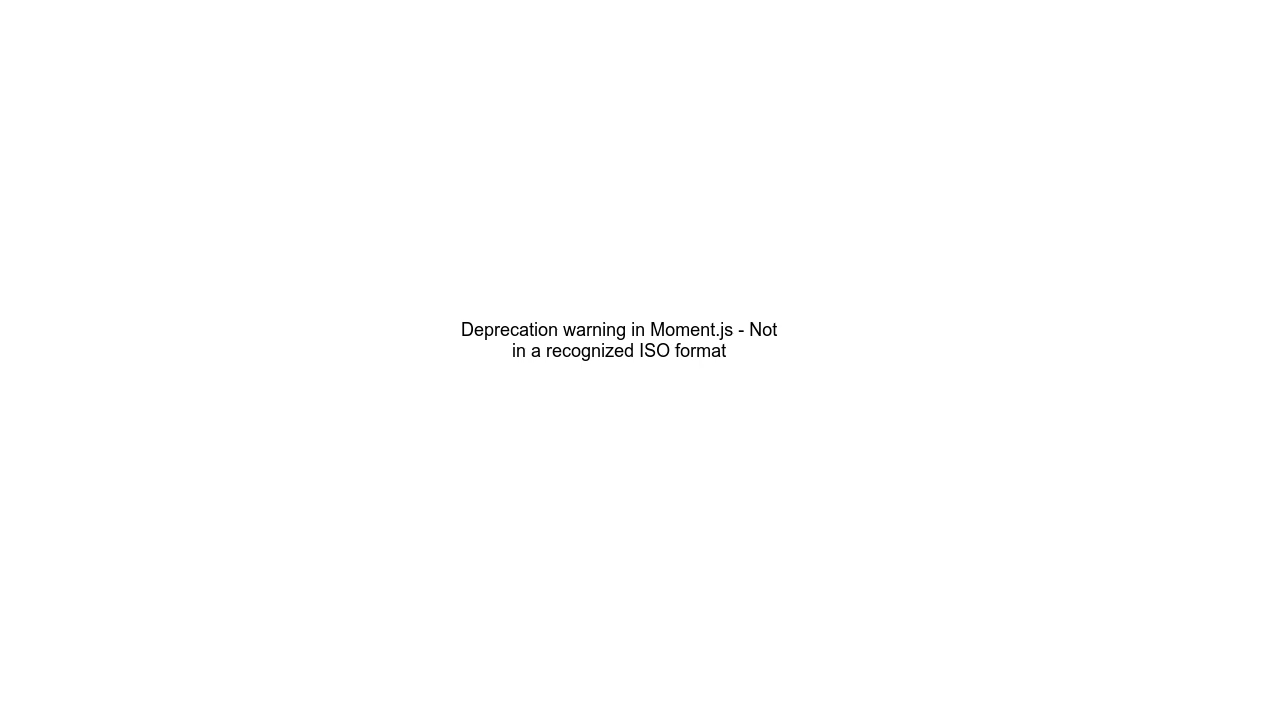 Deprecation warning in Moment.js - Not
in a recognized ISO format